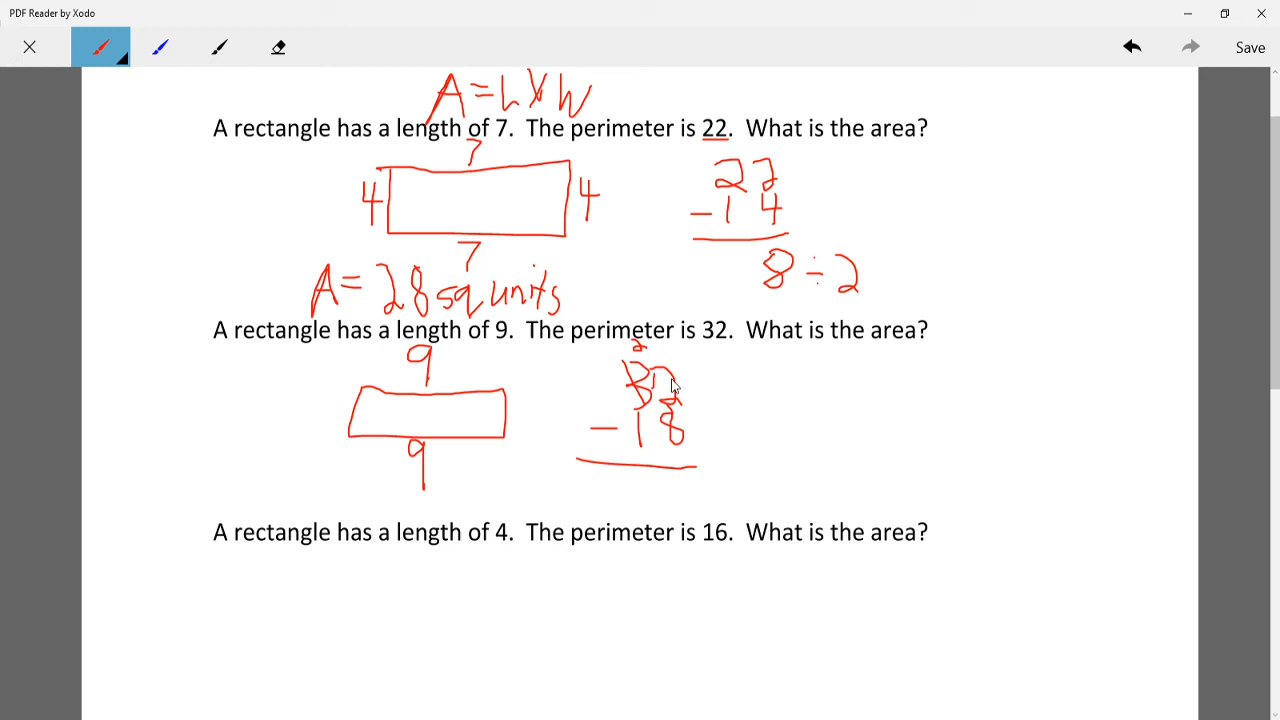 PDF Reader by Xodo
Save
A = L X W
A rectangle has a length of 7. The perimeter is 22. What is the area?
7
4 4
7
22
- 14
8 ÷ 2
A = 28 sq units
A rectangle has a length of 9. The perimeter is 32. What is the area?
9
9
2
3 12
- 18
A rectangle has a length of 4. The perimeter is 16. What is the area?